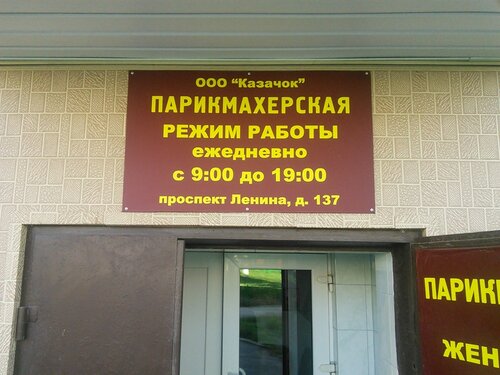 ООО "Казачок"
ПАРИКМАХЕРСКАЯ
РЕЖИМ РАБОТЫ
ежедневно
с 9:00 до 19:00
проспект Ленина, д. 137